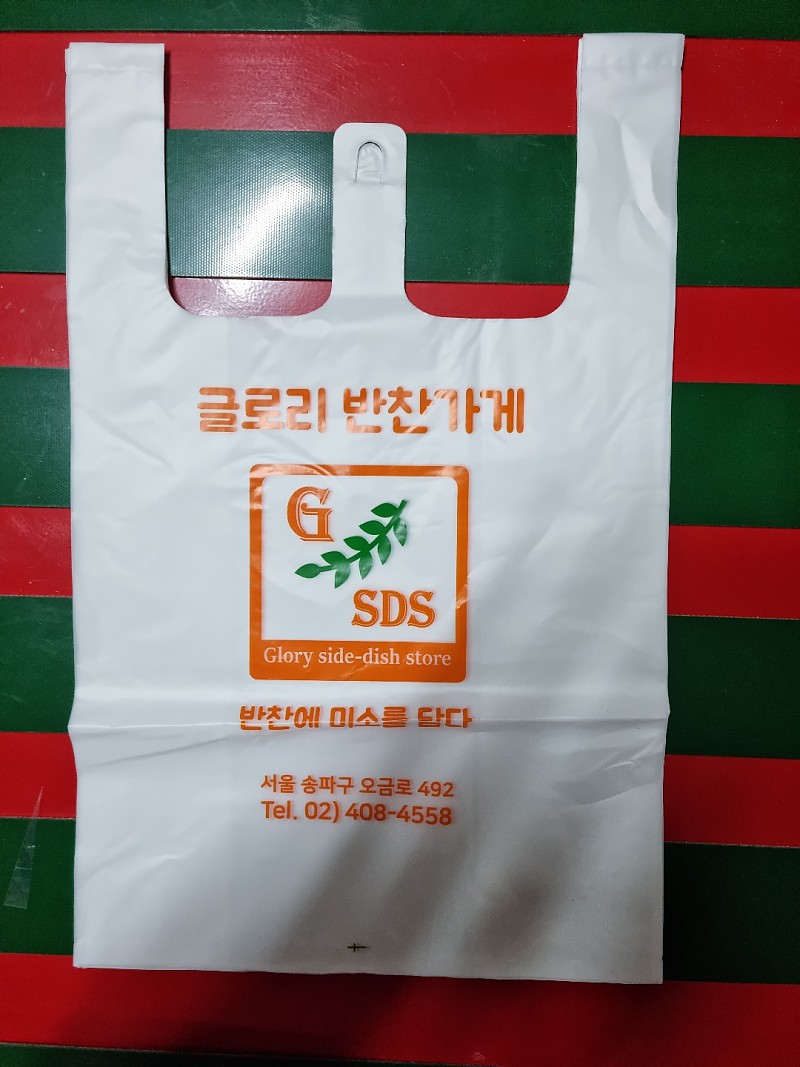 글로리 반찬가게
G
SDS
Glory side-dish store
반찬에 미소를 담다
서울 송파구 오금로 492
Tel. 02) 408-4558